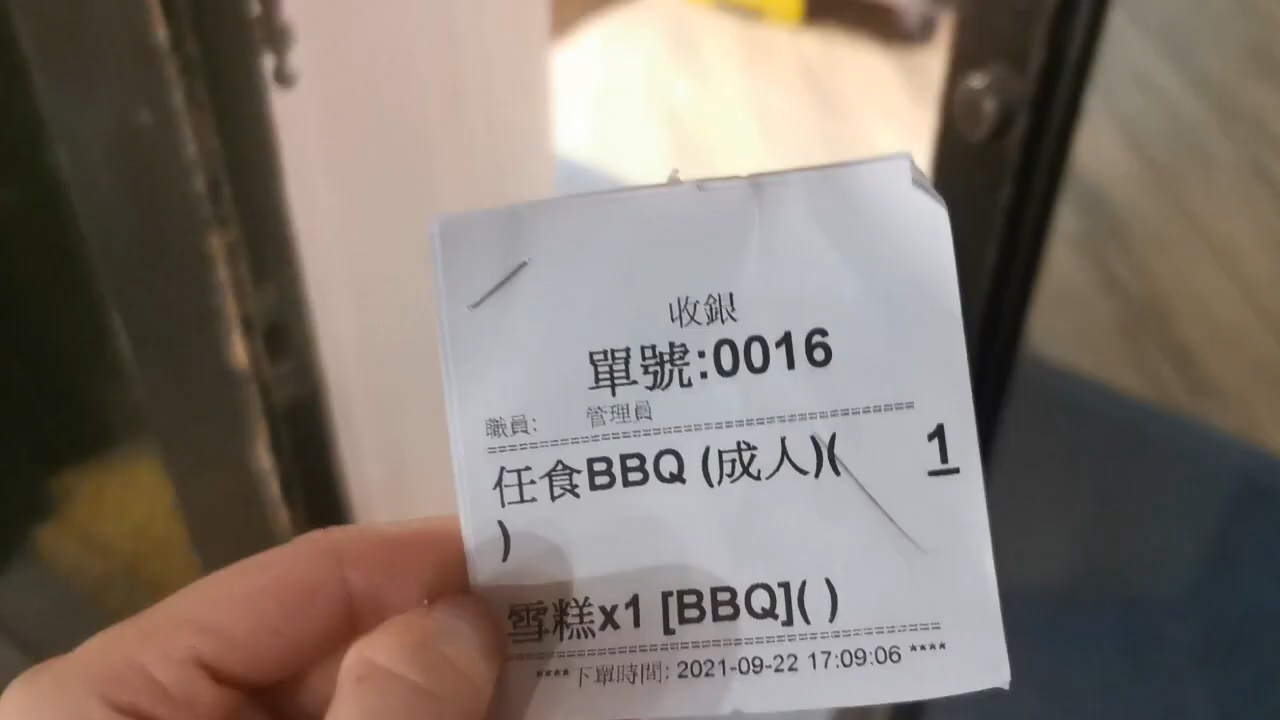 收銀
單號:0016
職員: 管理員
任食BBQ (成人)( 1
)
雪糕x1 [BBQ]( )
****下單時間: 2021-09-22 17:09:06 ****